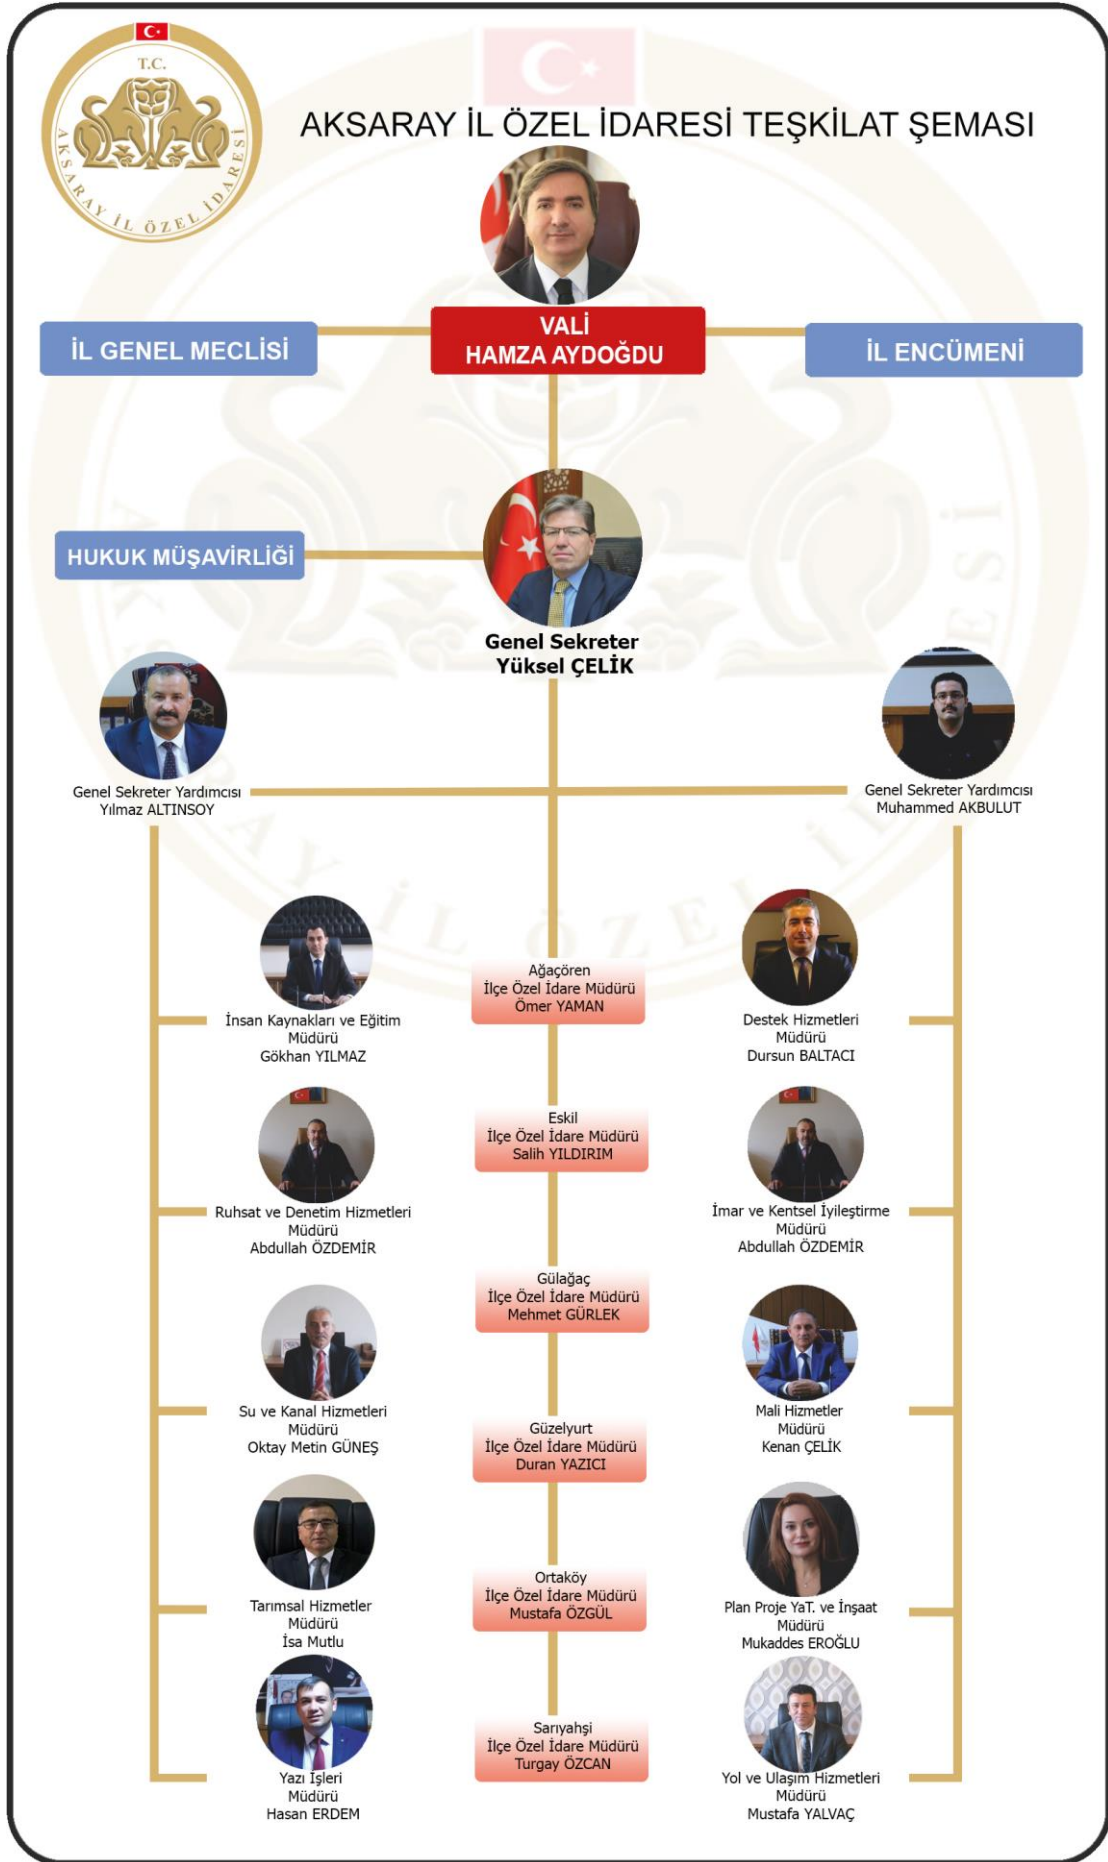 T.C.
AKSARAY İL ÖZEL İDARESİ
AKSARAY İL ÖZEL İDARESİ TEŞKİLAT ŞEMASI
VALİ
HAMZA AYDOĞDU
İL GENEL MECLİSİ
İL ENCÜMENİ
HUKUK MÜŞAVİRLİĞİ
Genel Sekreter
Yüksel ÇELİK
Genel Sekreter Yardımcısı
Yılmaz ALTINSOY
Genel Sekreter Yardımcısı
Muhammed AKBULUT
İnsan Kaynakları ve Eğitim
Müdürü
Gökhan YILMAZ
Ağaçören
İlçe Özel İdare Müdürü
Ömer YAMAN
Destek Hizmetleri
Müdürü
Dursun BALTACI
Ruhsat ve Denetim Hizmetleri
Müdürü
Abdullah ÖZDEMİR
Eskil
İlçe Özel İdare Müdürü
Salih YILDIRIM
İmar ve Kentsel İyileştirme
Müdürü
Abdullah ÖZDEMİR
Gülağaç
İlçe Özel İdare Müdürü
Mehmet GÜRLEK
Su ve Kanal Hizmetleri
Müdürü
Oktay Metin GÜNEŞ
Güzelyurt
İlçe Özel İdare Müdürü
Duran YAZICI
Mali Hizmetler
Müdürü
Kenan ÇELİK
Tarımsal Hizmetler
Müdürü
İsa Mutlu
Ortaköy
İlçe Özel İdare Müdürü
Mustafa ÖZGÜL
Plan Proje YaT. ve İnşaat
Müdürü
Mukaddes EROĞLU
Yazı İşleri
Müdürü
Hasan ERDEM
Sarıyahşi
İlçe Özel İdare Müdürü
Turgay ÖZCAN
Yol ve Ulaşım Hizmetleri
Müdürü
Mustafa YALVAÇ